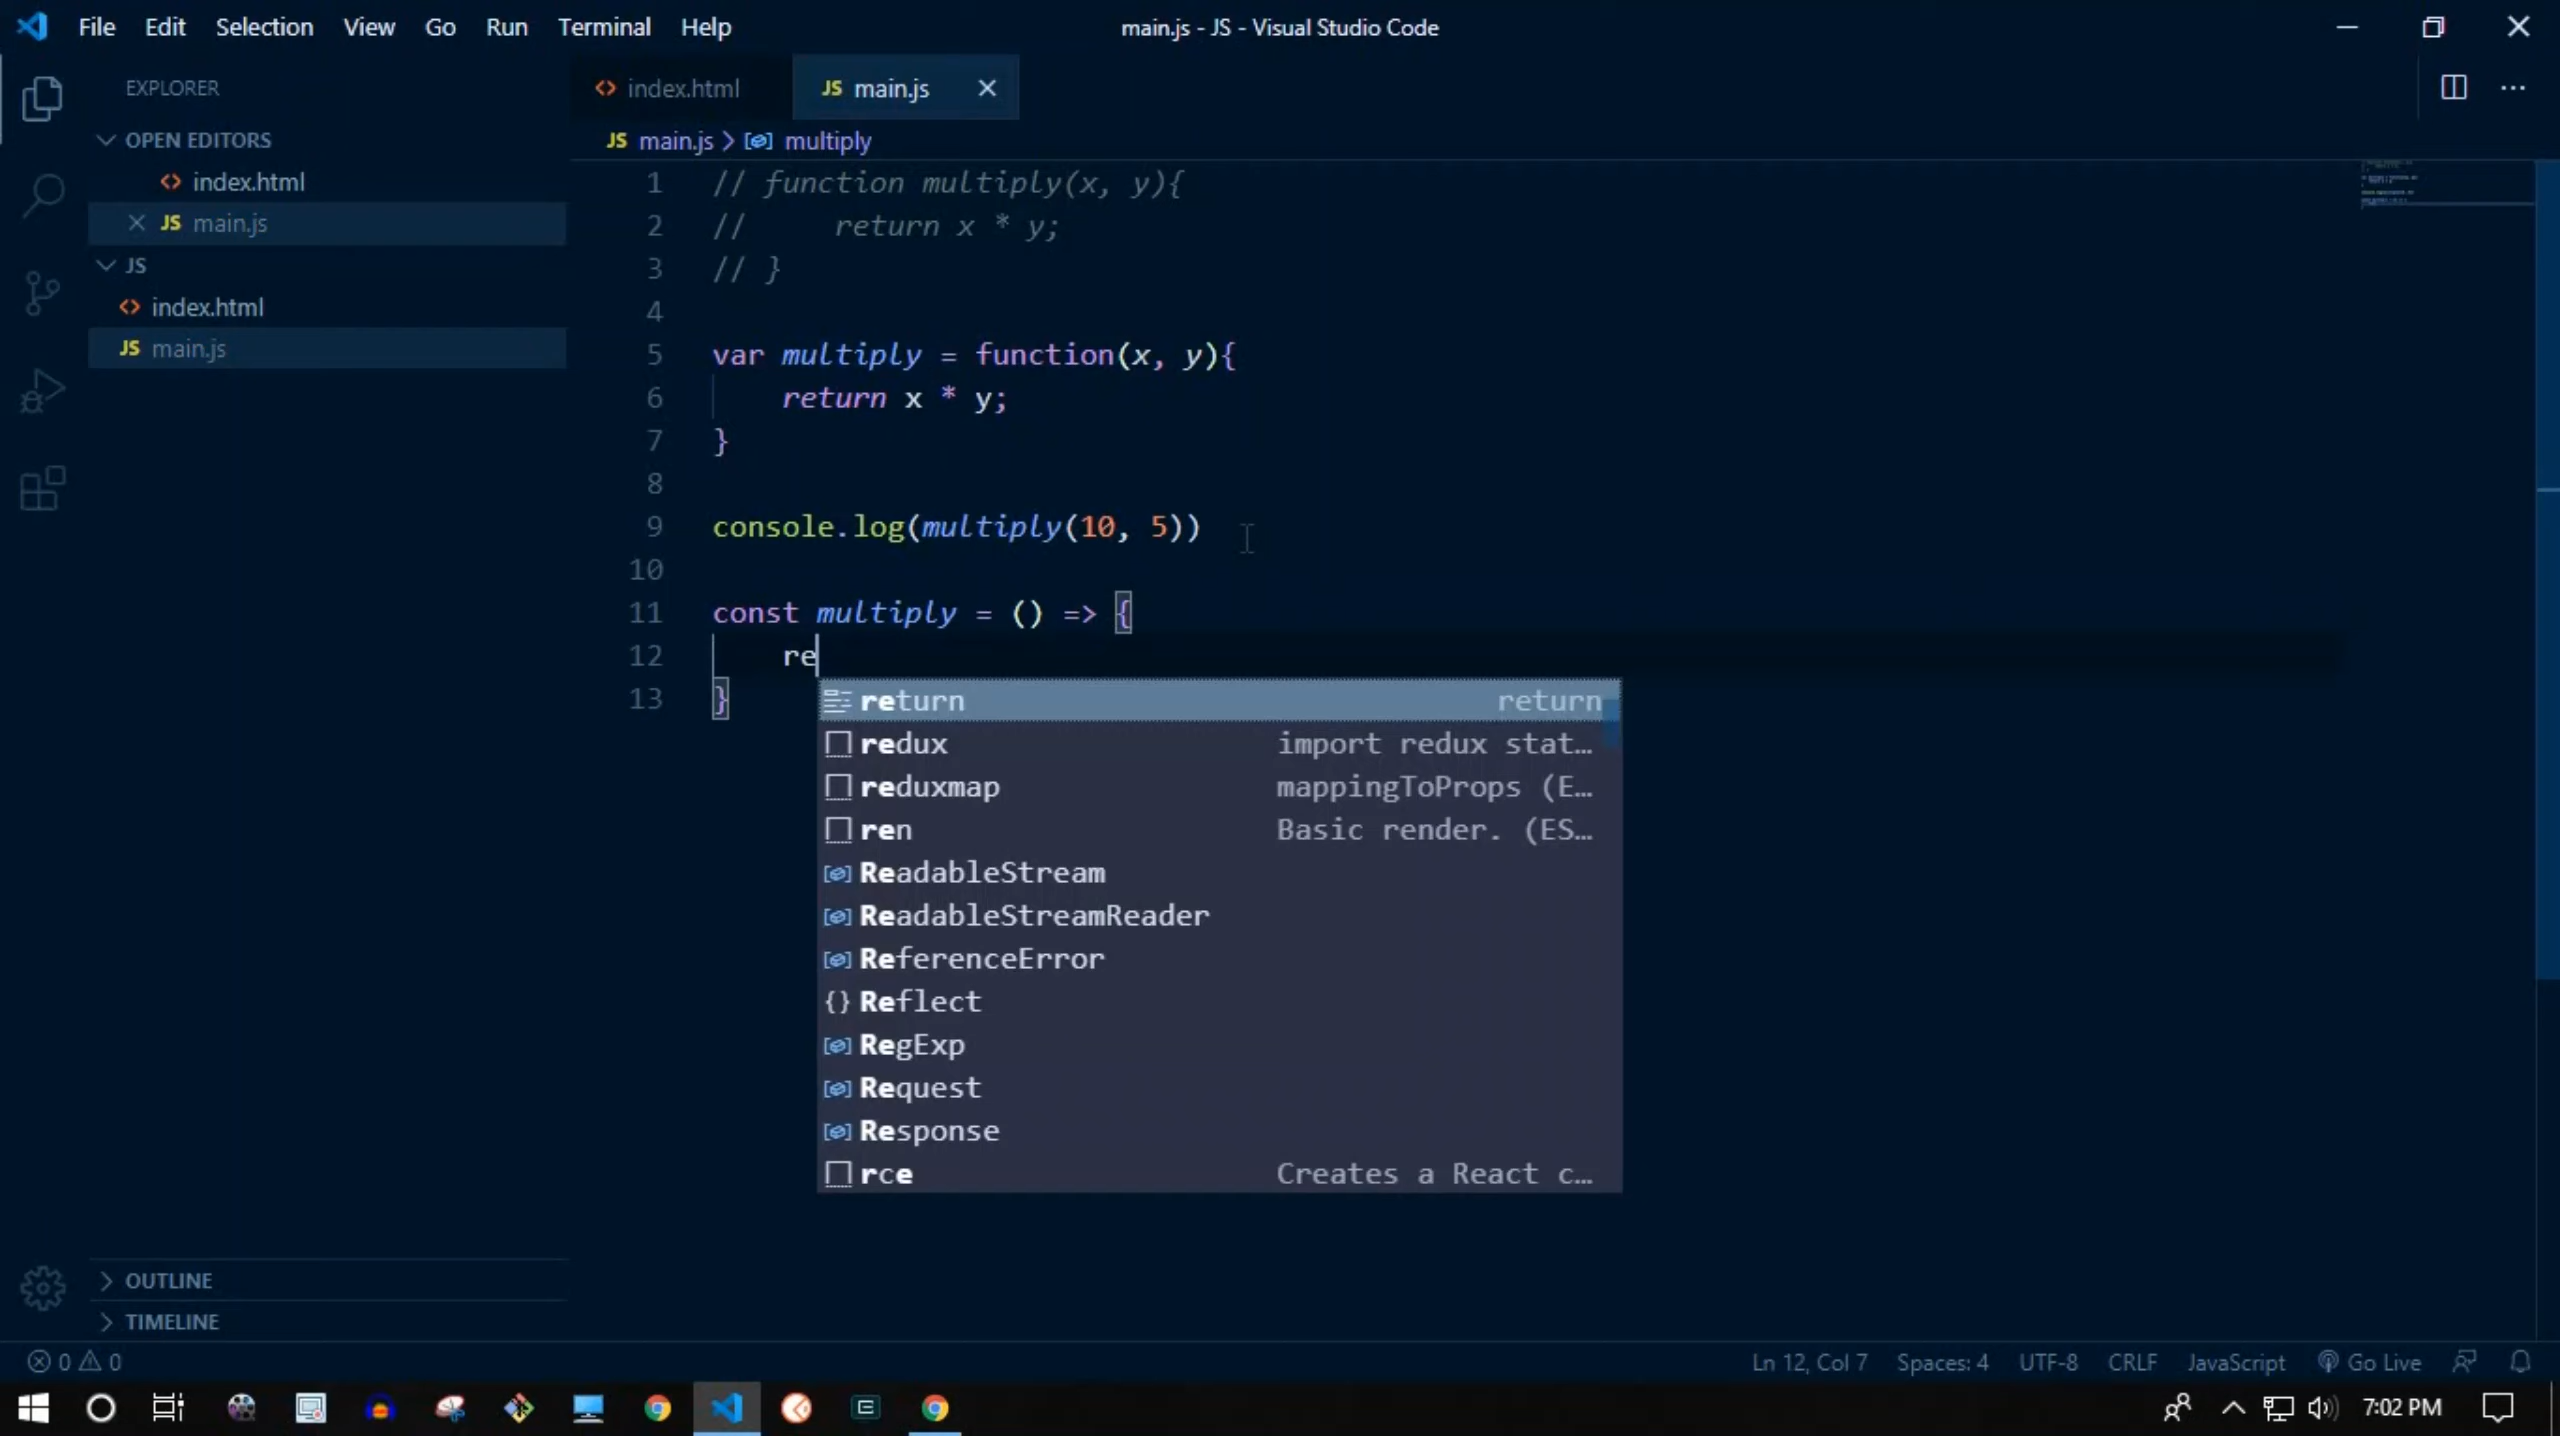 File Edit Selection View Go Run Terminal Help
main.js - JS - Visual Studio Code
EXPLORER
OPEN EDITORS
<> index.html
JS main.js
JS
<> index.html
JS main.js
<> index.html
JS main.js
JS main.js > multiply
1 // function multiply(x, y){
2 //     return x * y;
3 // }
4
5 var multiply = function(x, y){
6     return x * y;
7 }
8
9 console.log(multiply(10, 5))
10
11 const multiply = () => {
12     re
13 }
return return
redux import redux stat…
reduxmap mappingToProps (E…
ren Basic render. (ES…
ReadableStream
ReadableStreamReader
ReferenceError
{} Reflect
RegExp
Request
Response
rce Creates a React c…
OUTLINE
TIMELINE
0 0
Ln 12, Col 7 Spaces: 4 UTF-8 CRLF JavaScript Go Live
7:02 PM